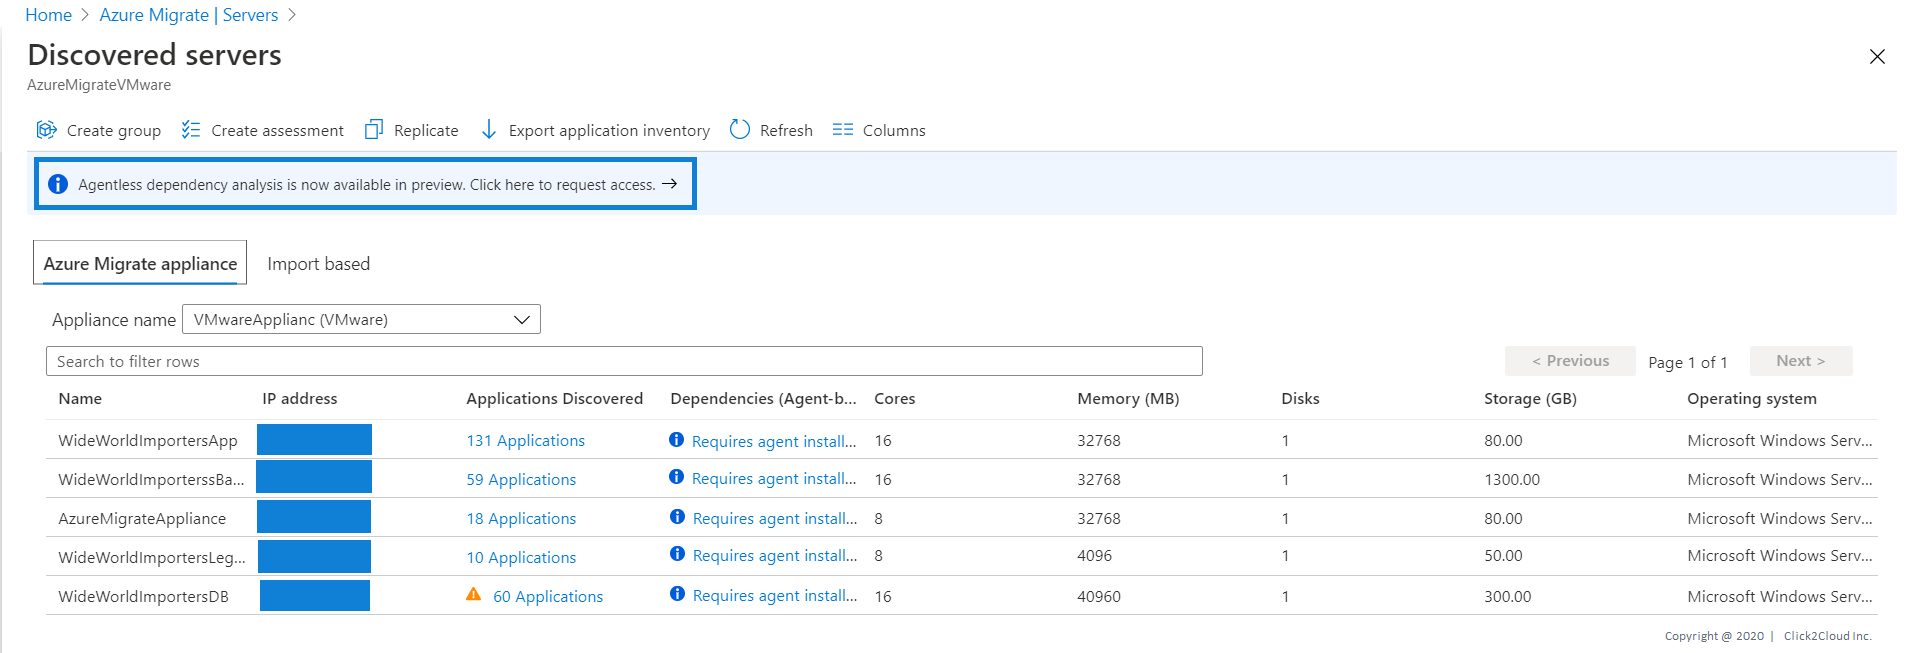 Home > Azure Migrate | Servers >
Discovered servers
AzureMigrateVMware
Create group Create assessment Replicate Export application inventory Refresh Columns
Agentless dependency analysis is now available in preview. Click here to request access. →
Azure Migrate appliance Import based
Appliance name VMwareApplianc (VMware)
Search to filter rows < Previous Page 1 of 1 Next >
Name IP address Applications Discovered Dependencies (Agent-b... Cores Memory (MB) Disks Storage (GB) Operating system
WideWorldImportersApp 131 Applications Requires agent install... 16 32768 1 80.00 Microsoft Windows Serv...
WideWorldImporterssBa... 59 Applications Requires agent install... 16 32768 1 1300.00 Microsoft Windows Serv...
AzureMigrateAppliance 18 Applications Requires agent install... 8 32768 1 80.00 Microsoft Windows Serv...
WideWorldImportersLeg... 10 Applications Requires agent install... 8 4096 1 50.00 Microsoft Windows Serv...
WideWorldImportersDB 60 Applications Requires agent install... 16 40960 1 300.00 Microsoft Windows Serv...
Copyright @ 2020 | Click2Cloud Inc.